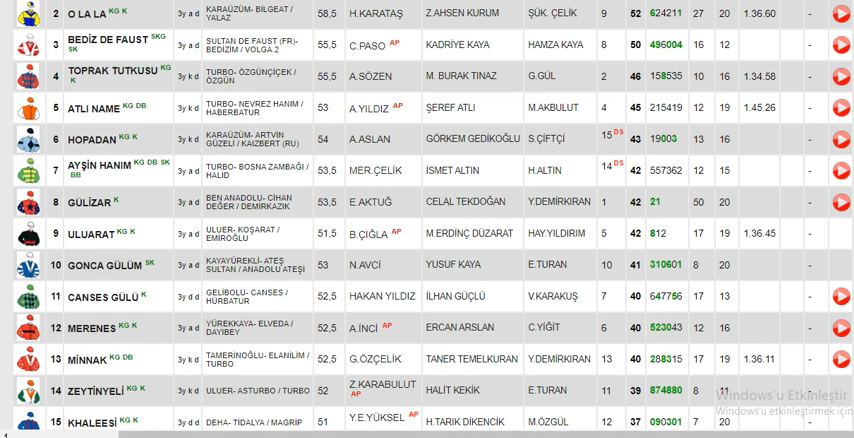 2 O LA LA KG K 3y a d KARAÜZÜM- BİLGEAT / YALAZ 58,5 H.KARATAŞ Z.AHSEN KURUM ŞÜK. ÇELİK 9 52 624211 27 20 1.36.60 -
3 BEDİZ DE FAUST SKG SK 3y a d SULTAN DE FAUST (FR)- BEDİZİM / VOLGA.2 55,5 C.PASO AP KADRİYE KAYA HAMZA KAYA 8 50 496004 16 12 -
4 TOPRAK TUTKUSU KG K 3y k d TURBO- ÖZGÜNÇİÇEK / ÖZGÜN 55,5 A.SÖZEN M. BURAK TINAZ G.GÜL 2 46 158535 10 16 1.34.58 -
5 ATLI NAME KG DB 3y k d TURBO- NEVREZ HANIM / HABERBATUR 53 A.YILDIZ AP ŞEREF ATLI M.AKBULUT 4 45 215419 12 19 1.45.26 -
6 HOPADAN KG K 3y k d KARAÜZÜM- ARTVİN GÜZELİ / KAIZBERT (RU) 54 A.ASLAN GÖRKEM GEDİKOĞLU S.ÇİFTÇİ 15 DS 43 19003 13 16 -
7 AYŞİN HANIM KG DB SK BB 3y a d TURBO- BOSNA ZAMBAĞI / HALID 53,5 MER.ÇELİK İSMET ALTIN H.ALTIN 14 DS 42 557362 12 15 -
8 GÜLİZAR K 3y a d BEN ANADOLU- CİHAN DEĞER / DEMİRKAZIK 53,5 E.AKTUĞ CELAL TEKDOĞAN Y.DEMİRKIRAN 1 42 21 50 20 -
9 ULUARAT KG K 3y a d ULUER- KOŞARAT / EMİROĞLU 51,5 B.ÇIĞLA AP M.ERDİNÇ DÜZARAT HAY.YILDIRIM 5 42 812 17 19 1.36.45 -
10 GONCA GÜLÜM SK 3y a d KAYAYÜREKLİ- ATEŞ SULTAN / ANADOLU ATEŞİ 53 N.AVCİ YUSUF KAYA E.TURAN 10 41 310601 8 20 -
11 CANSES GÜLÜ K 3y d d GELİBOLU- CANSES / HÜRBATUR 52,5 HAKAN YILDIZ İLHAN GÜÇLÜ V.KARAKUŞ 7 40 647756 17 13 -
12 MERENES KG K 3y a d YÜREKKAYA- ELVEDA / DAYIBEY 52,5 A.İNCİ AP ERCAN ARSLAN C.YİĞİT 6 40 523043 12 16 -
13 MİNNAK KG DB 3y k d TAMERİNOĞLU- ELANİLİM / TURBO 52,5 G.ÖZÇELİK TANER TEMELKURAN Y.DEMİRKIRAN 13 40 288315 17 19 1.36.11 -
14 ZEYTİNYELİ KG K 3y k d ULUER- ASTURBO / TURBO 52 Z.KARABULUT AP HALİT KEKİK E.TURAN 11 39 874880 8 11 -
Windows'u Etkinleştir
Windows'u etkinleştirmek için
15 KHALEESİ KG K 3y d d DEHA- TİDALYA / MAGRİP 51 Y.E.YÜKSEL AP H.TARIK DİKENCİK M.ÖZGÜL 12 37 090301 7 20 -